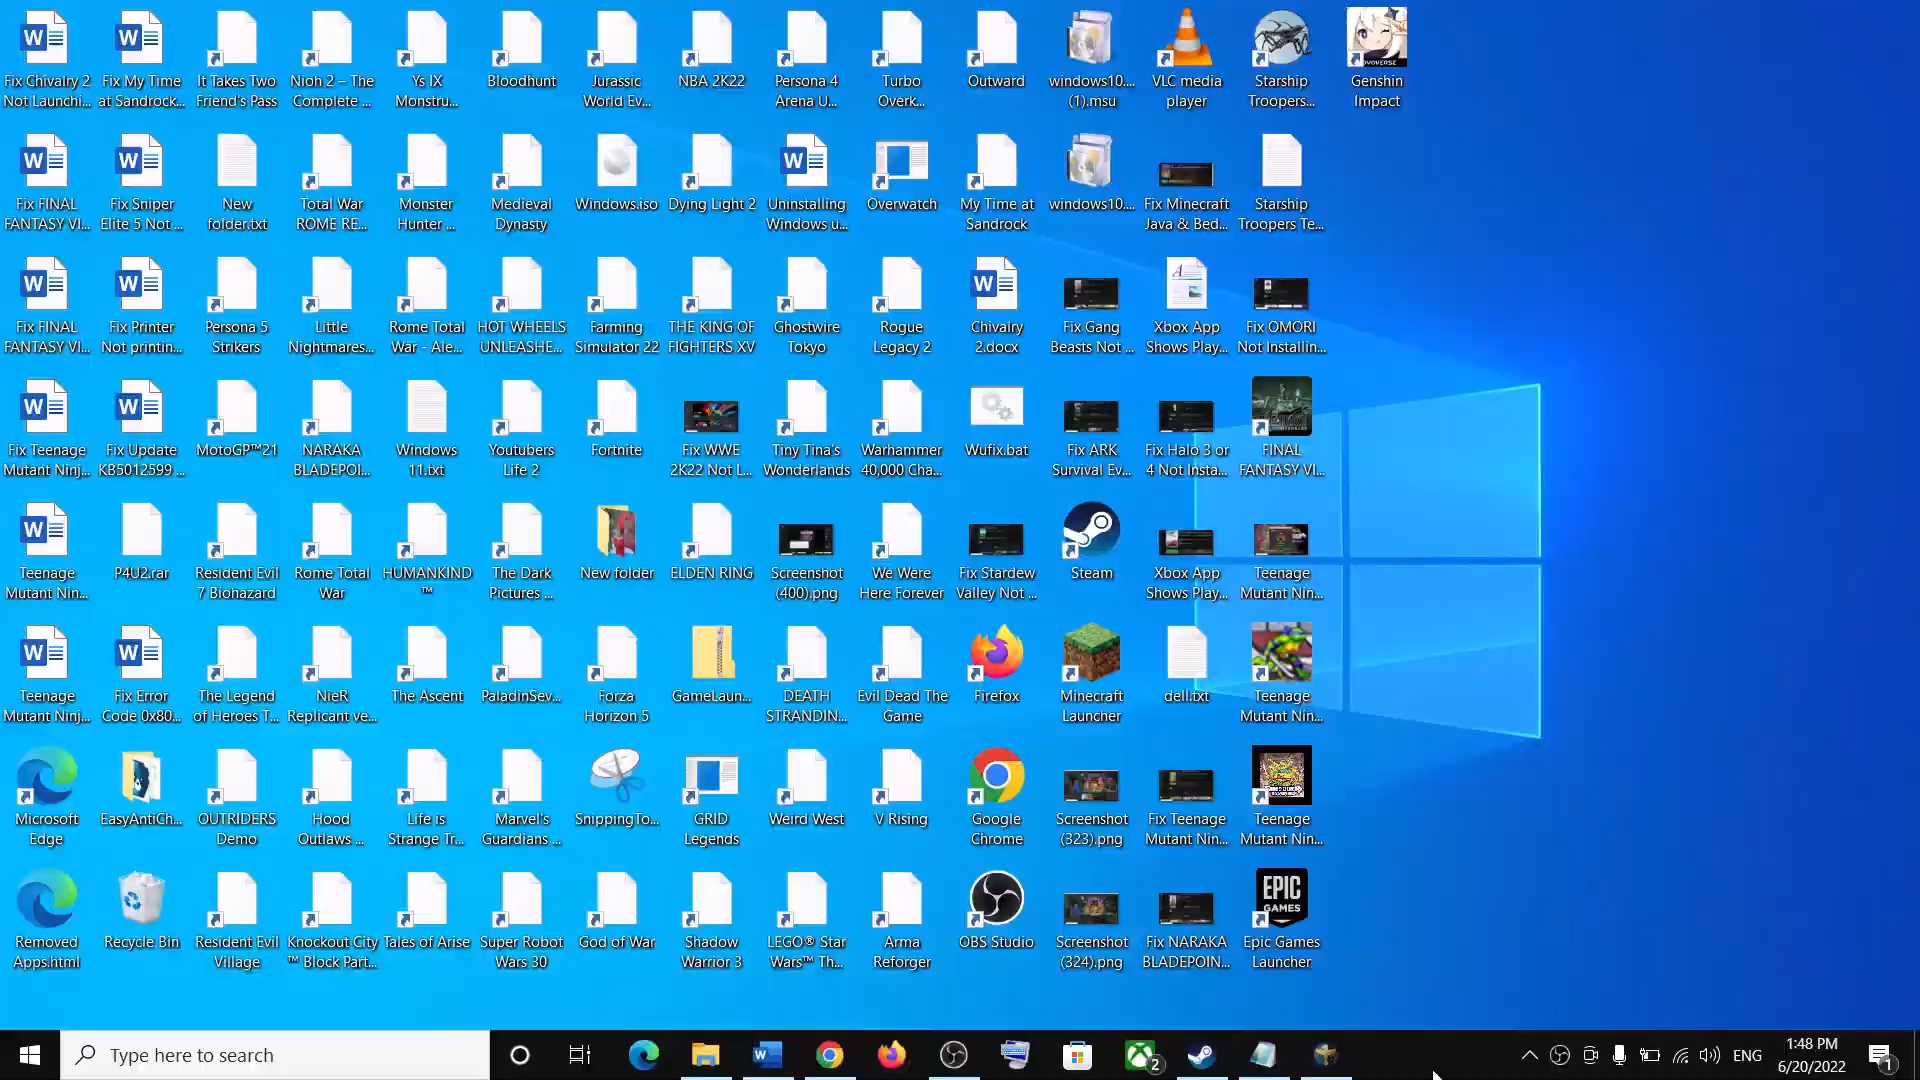 Fix Chivalry 2
Not Launchi...
Fix My Time
at Sandrock...
It Takes Two
Friend's Pass
Nioh 2 – The
Complete ...
Ys IX
Monstru...
Bloodhunt
Jurassic
World Ev...
NBA 2K22
Persona 4
Arena U...
Turbo
Overk...
Outward
windows10....
(1).msu
VLC media
player
Starship
Troopers...
Genshin
Impact
Fix FINAL
FANTASY VI...
Fix Sniper
Elite 5 Not ...
New
folder.txt
Total War
ROME RE...
Monster
Hunter ...
Medieval
Dynasty
Windows.iso
Dying Light 2
Uninstalling
Windows u...
Overwatch
My Time at
Sandrock
windows10....
Fix Minecraft
Java & Bed...
Starship
Troopers Te...
Fix FINAL
FANTASY VI...
Fix Printer
Not printin...
Persona 5
Strikers
Little
Nightmares...
Rome Total
War - Ale...
HOT WHEELS
UNLEASHE...
Farming
Simulator 22
THE KING OF
FIGHTERS XV
Ghostwire
Tokyo
Rogue
Legacy 2
Chivalry
2.docx
Fix Gang
Beasts Not ...
Xbox App
Shows Play...
Fix OMORI
Not Installin...
Fix Teenage
Mutant Ninj...
Fix Update
KB5012599 ...
MotoGP™21
NARAKA
BLADEPOI...
Windows
11.txt
Youtubers
Life 2
Fortnite
Fix WWE
2K22 Not L...
Tiny Tina's
Wonderlands
Warhammer
40,000 Cha...
Wufix.bat
Fix ARK
Survival Ev...
Fix Halo 3 or
4 Not Insta...
FINAL
FANTASY VI...
Teenage
Mutant Nin...
P4U2.rar
Resident Evil
7 Biohazard
Rome Total
War
HUMANKIND
™
The Dark
Pictures ...
New folder
ELDEN RING
Screenshot
(400).png
We Were
Here Forever
Fix Stardew
Valley Not ...
Steam
Xbox App
Shows Play...
Teenage
Mutant Nin...
Teenage
Mutant Ninj...
Fix Error
Code 0x80...
The Legend
of Heroes T...
NieR
Replicant ve...
The Ascent
PaladinSev...
Forza
Horizon 5
GameLaun...
DEATH
STRANDIN...
Evil Dead The
Game
Firefox
Minecraft
Launcher
dell.txt
Teenage
Mutant Nin...
Microsoft
Edge
EasyAntiCh...
OUTRIDERS
Demo
Hood
Outlaws ...
Life is
Strange Tr...
Marvel's
Guardians ...
SnippingTo...
GRID
Legends
Weird West
V Rising
Google
Chrome
Screenshot
(323).png
Fix Teenage
Mutant Nin...
Teenage
Mutant Nin...
EPIC
GAMES
Removed
Apps.html
Recycle Bin
Resident Evil
Village
Knockout City
™ Block Part...
Tales of Arise
Super Robot
Wars 30
God of War
Shadow
Warrior 3
LEGO® Star
Wars™ Th...
Arma
Reforger
OBS Studio
Screenshot
(324).png
Fix NARAKA
BLADEPOIN...
Epic Games
Launcher
Type here to search
2
ENG
1:48 PM
6/20/2022
1